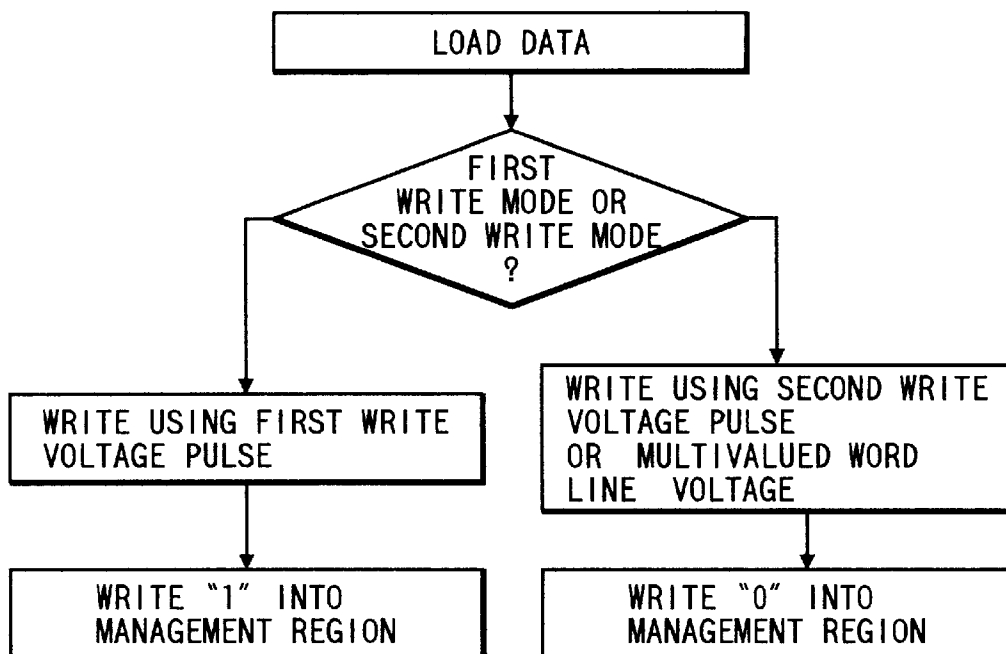 LOAD DATA
FIRST
WRITE MODE OR
SECOND WRITE MODE
?
WRITE USING FIRST WRITE
VOLTAGE PULSE
WRITE USING SECOND WRITE
VOLTAGE PULSE
OR MULTIVALUED WORD
LINE VOLTAGE
WRITE "1" INTO
MANAGEMENT REGION
WRITE "0" INTO
MANAGEMENT REGION